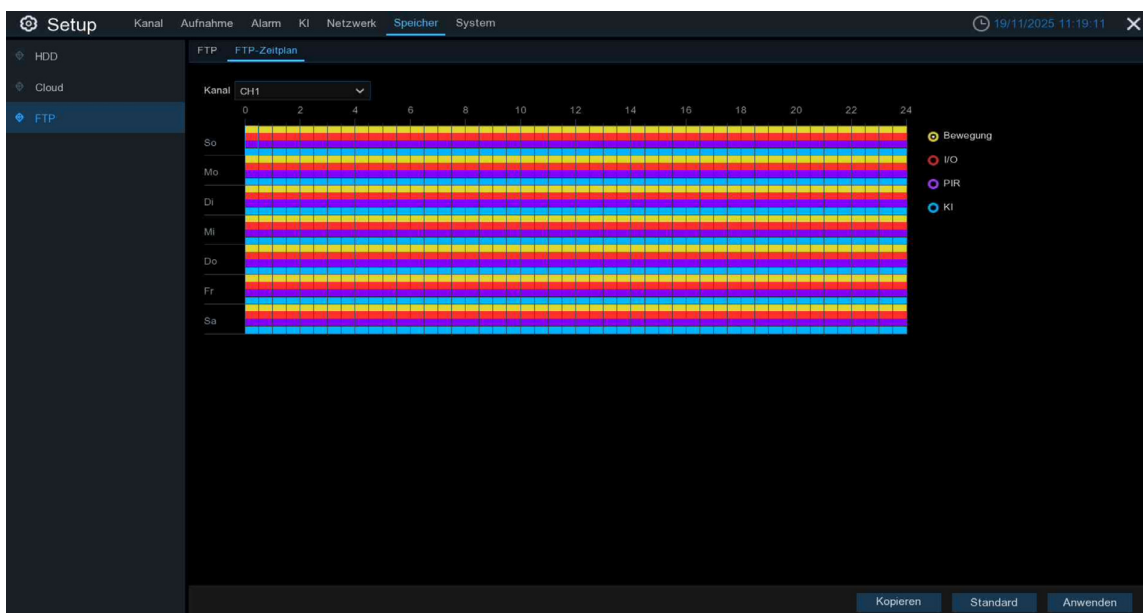 Setup Kanal Aufnahme Alarm KI Netzwerk Speicher System 19/11/2025 11:19:11
HDD
Cloud
FTP
FTP FTP-Zeitplan
Kanal CH1
0 2 4 6 8 10 12 14 16 18 20 22 24
So
Mo
Di
Mi
Do
Fr
Sa
Bewegung
I/O
PIR
KI
Kopieren Standard Anwenden